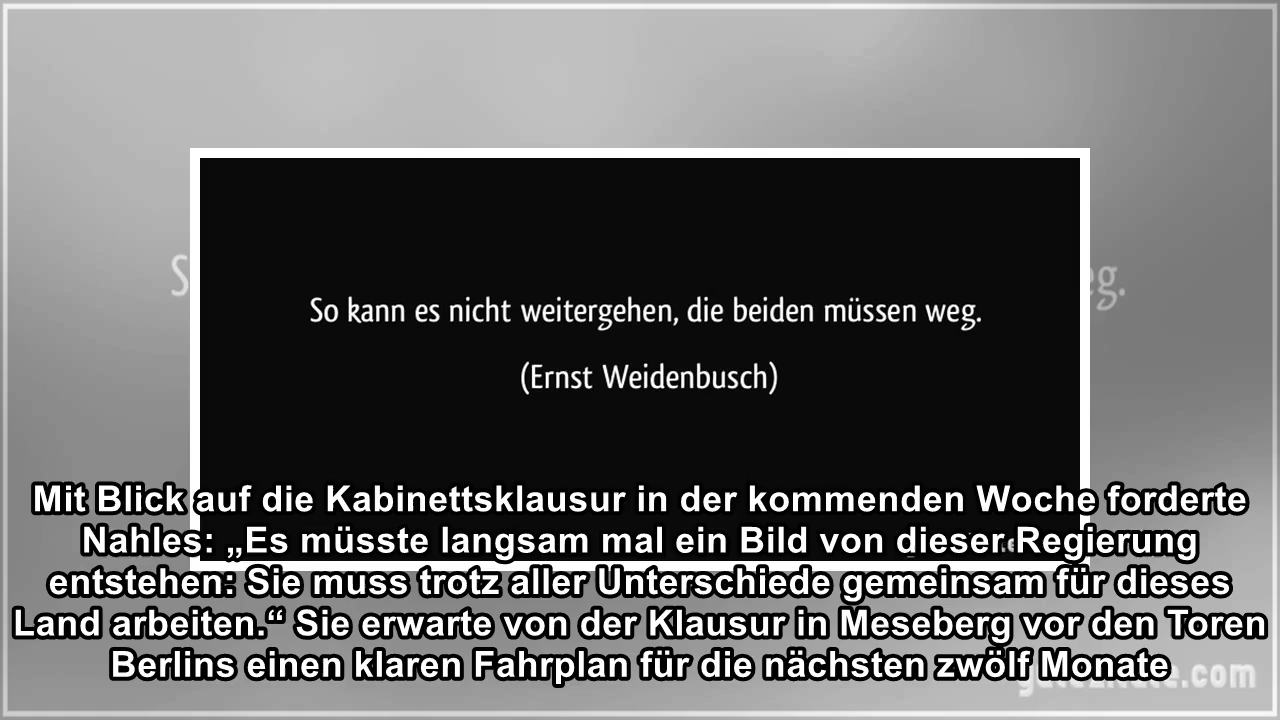 So kann es nicht weitergehen, die beiden müssen weg.
(Ernst Weidenbusch)
Mit Blick auf die Kabinettsklausur in der kommenden Woche forderte
Nahles: „Es müsste langsam mal ein Bild von dieser Regierung
entstehen: Sie muss trotz aller Unterschiede gemeinsam für dieses
Land arbeiten.“ Sie erwarte von der Klausur in Meseberg vor den Toren
Berlins einen klaren Fahrplan für die nächsten zwölf Monate